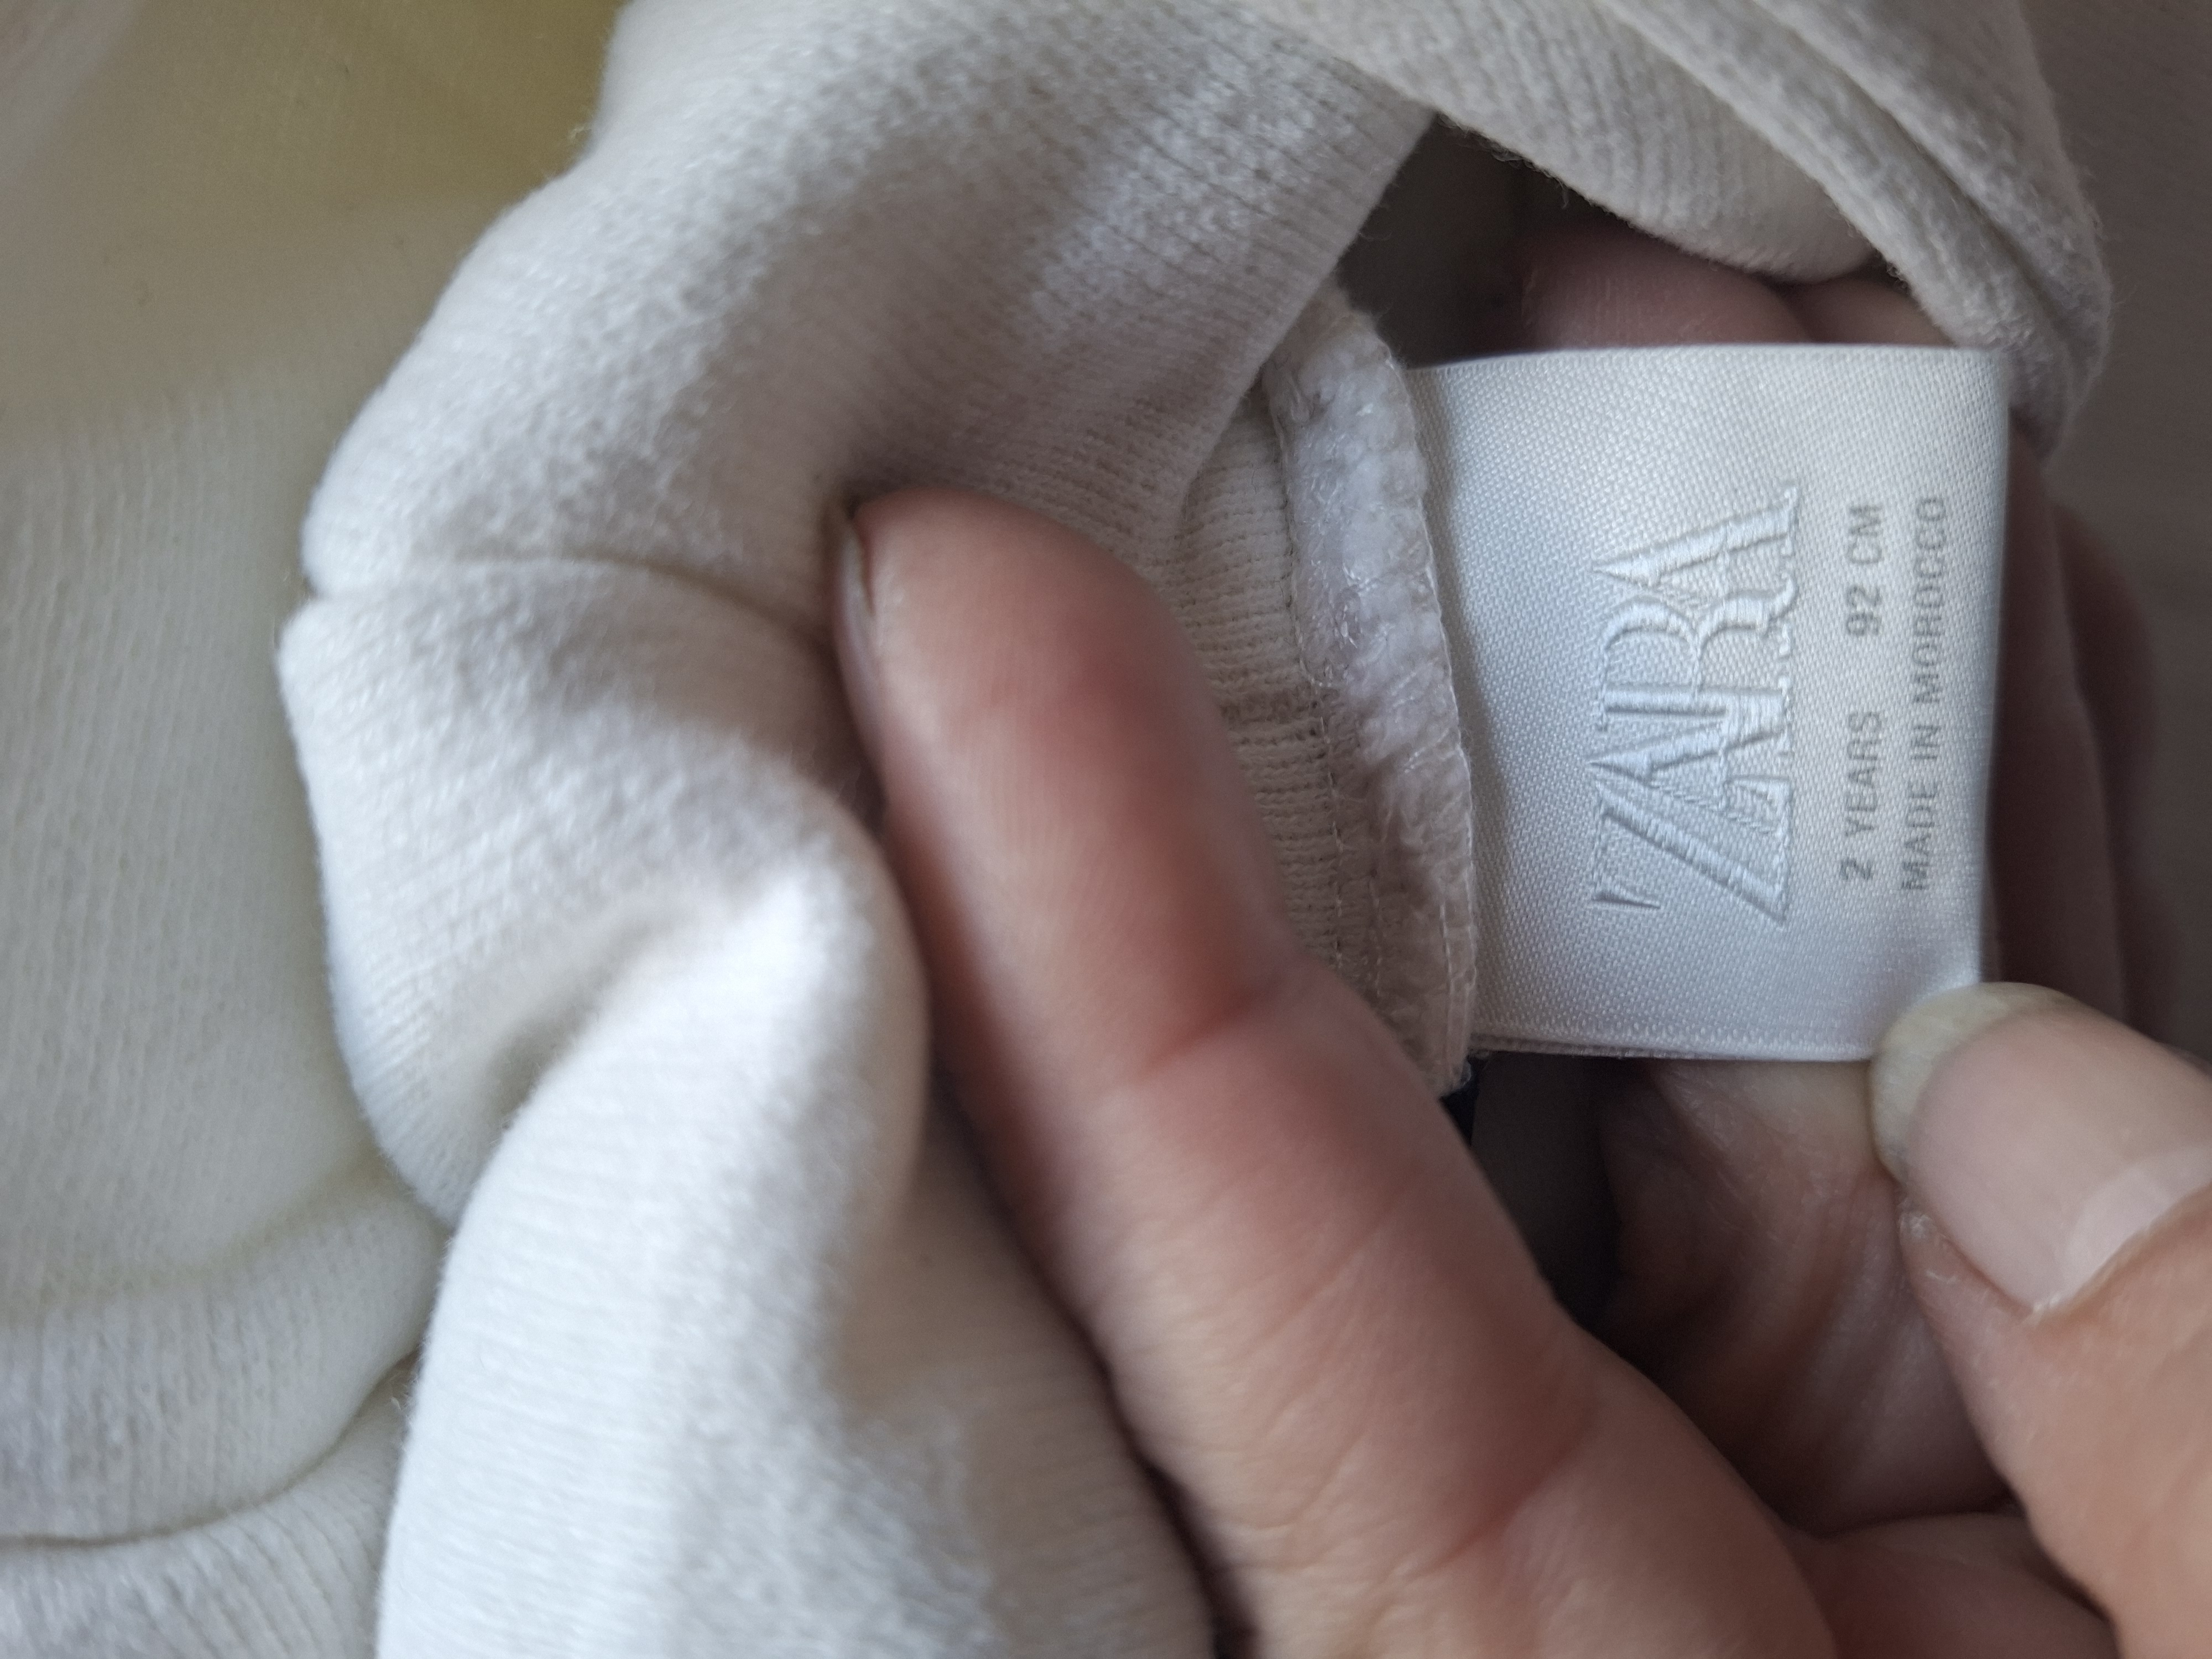 ZARA
2 YEARS 92 CM
MADE IN MOROCCO